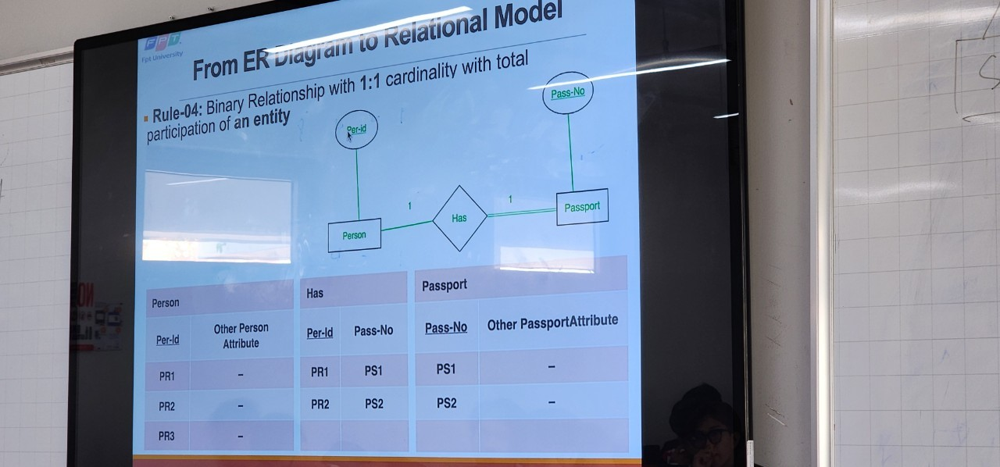 FPT
Fpt University
From ER Diagram to Relational Model
Rule-04: Binary Relationship with 1:1 cardinality with total
participation of an entity
Per-id
Pass-No
1
1
Person
Has
Passport
Person
Has
Passport
Per-Id
Other Person
Attribute
Per-Id
Pass-No
Pass-No
Other PassportAttribute
PR1 – PR1 PS1 PS1 –
PR2 – PR2 PS2 PS2 –
PR3 –